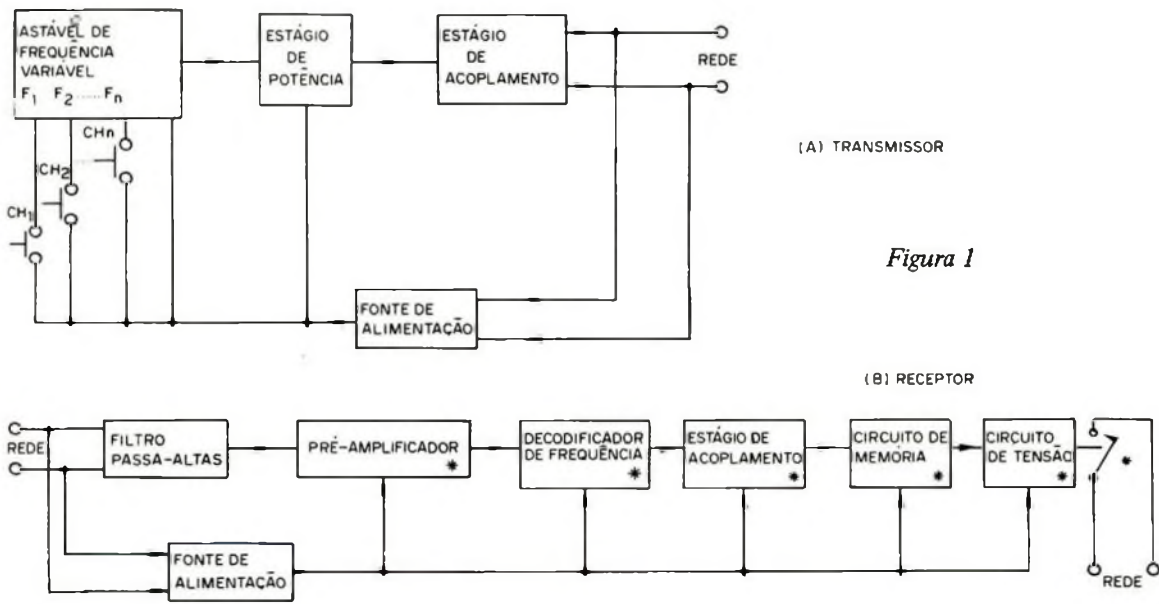 ASTÁVEL DE
FREQUÊNCIA
VARIÁVEL
F1 F2 ...... Fn
ESTÁGIO
DE
POTÊNCIA
ESTÁGIO
DE
ACOPLAMENTO
REDE
CH1
CH2
CHn
(A) TRANSMISSOR
Figura 1
FONTE DE
ALIMENTAÇÃO
(B) RECEPTOR
REDE
FILTRO
PASSA-ALTAS
PRÉ-AMPLIFICADOR
*
DECODIFICADOR
DE FREQUÊNCIA
*
ESTÁGIO DE
ACOPLAMENTO
*
CIRCUITO DE
MEMÓRIA
*
CIRCUITO
DE TENSÃO
*
*
FONTE DE
ALIMENTAÇÃO
REDE